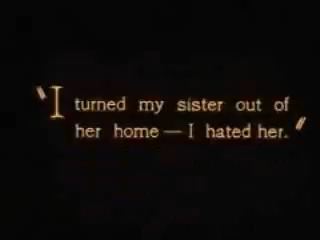 "I turned my sister out of
her home — I hated her."